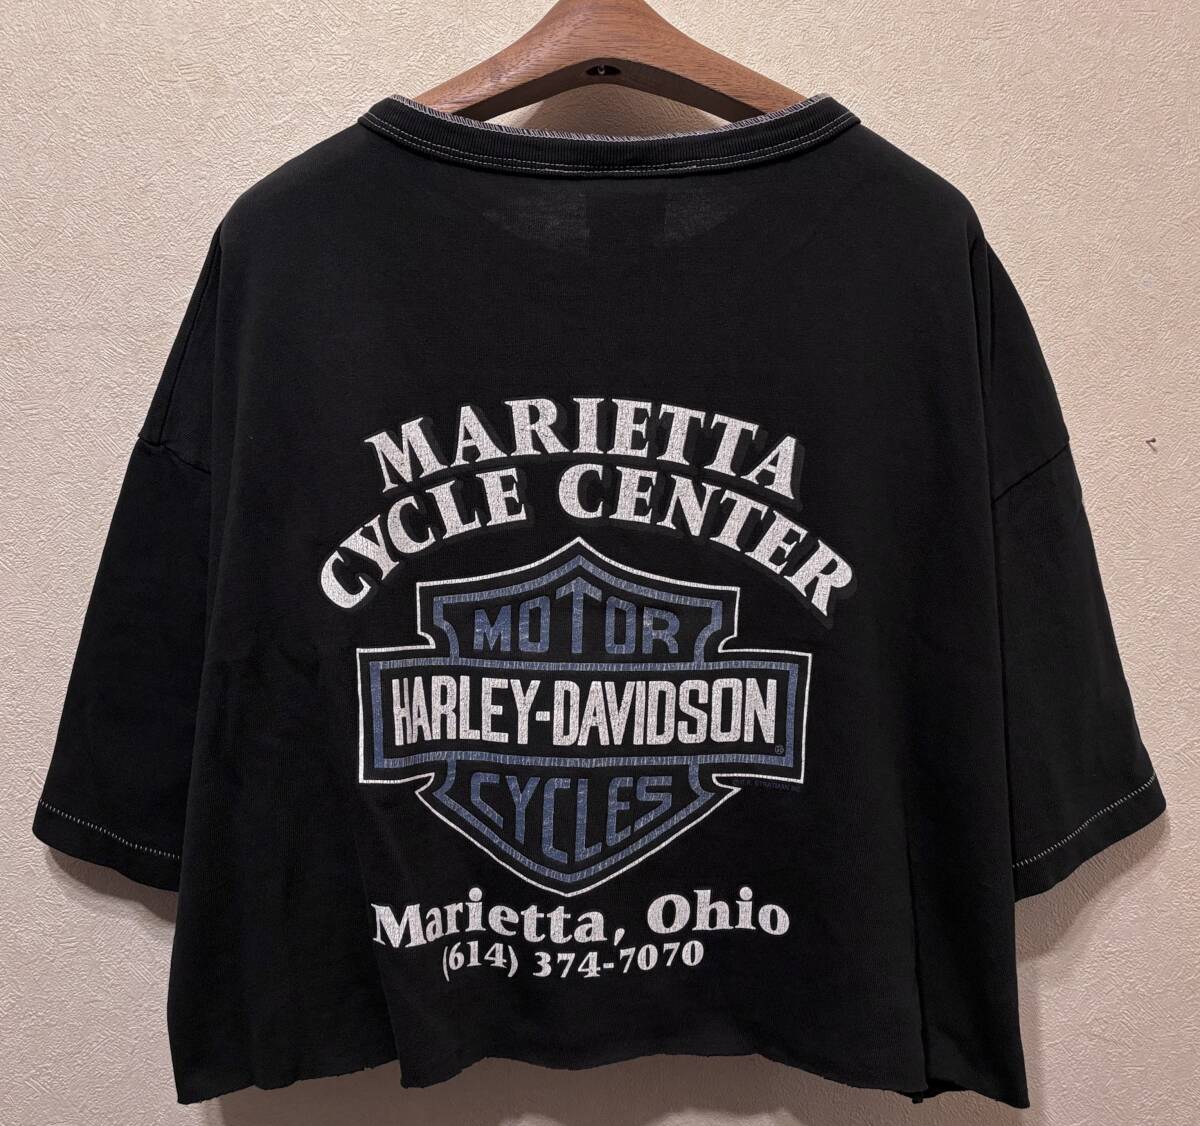 MARIETTA
CYCLE CENTER
MOTOR
HARLEY-DAVIDSON
CYCLES
Marietta, Ohio
(614) 374-7070